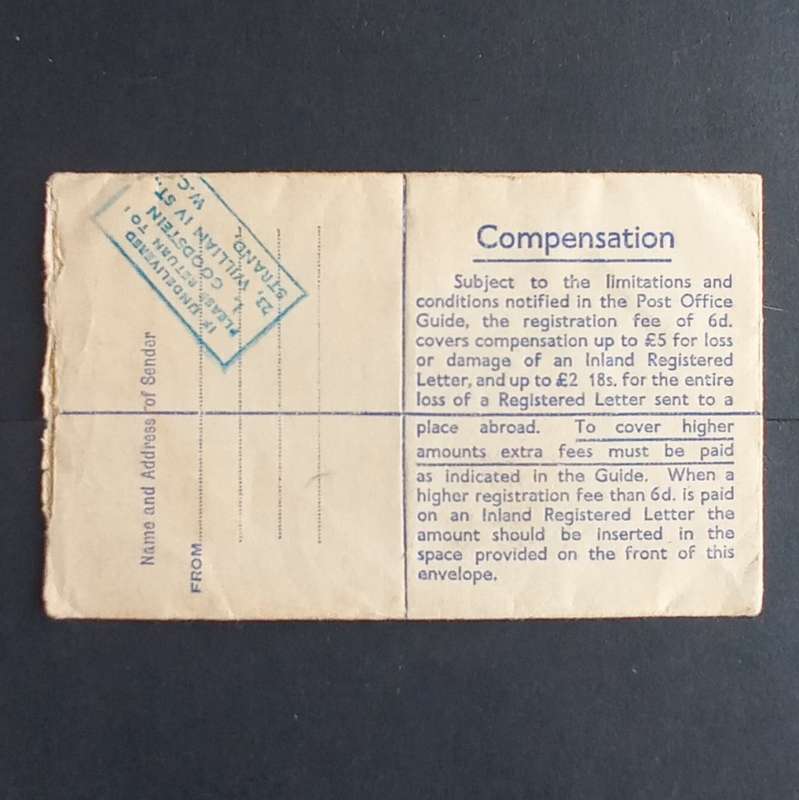 IF UNDELIVERED
PLEASE RETURN TO:
COODSTEIN
23, WILLIAN IV ST.,
STRAND, W.C.
Name and Address of Sender
FROM
Compensation
Subject to the limitations and
conditions notified in the Post Office
Guide, the registration fee of 6d.
covers compensation up to £5 for loss
or damage of an Inland Registered
Letter, and up to £2 18s. for the entire
loss of a Registered Letter sent to a
place abroad. To cover higher
amounts extra fees must be paid
as indicated in the Guide. When a
higher registration fee than 6d. is paid
on an Inland Registered Letter the
amount should be inserted in the
space provided on the front of this
envelope.